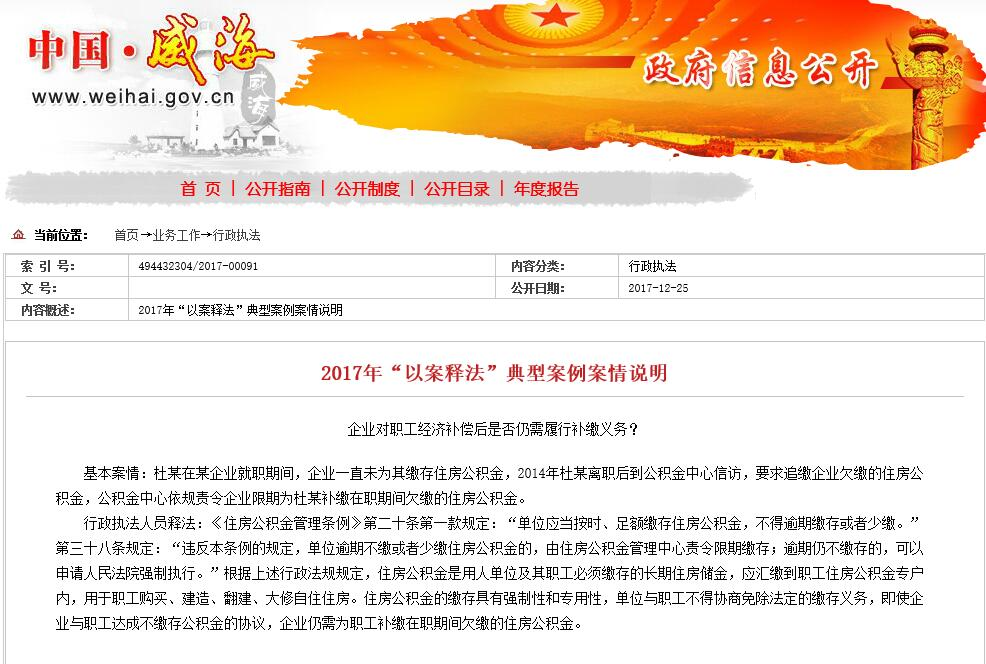 中国·威海
www.weihai.gov.cn
威海
政府信息公开
首 页 | 公开指南 | 公开制度 | 公开目录 | 年度报告
当前位置： 首页→业务工作→行政执法
索 引 号： 494432304/2017-00091 内容分类： 行政执法
文 号： 公开日期： 2017-12-25
内容概述： 2017年“以案释法”典型案例案情说明
2017年“以案释法”典型案例案情说明
企业对职工经济补偿后是否仍需履行补缴义务？
基本案情：杜某在某企业就职期间，企业一直未为其缴存住房公积金，2014年杜某离职后到公积金中心信访，要求追缴企业欠缴的住房公
积金，公积金中心依规责令企业限期为杜某补缴在职期间欠缴的住房公积金。
行政执法人员释法：《住房公积金管理条例》第二十条第一款规定：“单位应当按时、足额缴存住房公积金，不得逾期缴存或者少缴。”
第三十八条规定：“违反本条例的规定，单位逾期不缴或者少缴住房公积金的，由住房公积金管理中心责令限期缴存；逾期仍不缴存的，可以
申请人民法院强制执行。”根据上述行政法规规定，住房公积金是用人单位及其职工必须缴存的长期住房储金，应汇缴到职工住房公积金专户
内，用于职工购买、建造、翻建、大修自住住房。住房公积金的缴存具有强制性和专用性，单位与职工不得协商免除法定的缴存义务，即使企
业与职工达成不缴存公积金的协议，企业仍需为职工补缴在职期间欠缴的住房公积金。